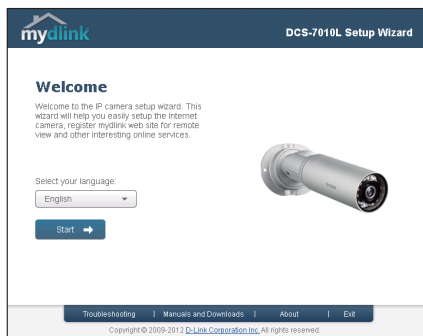 mydlink
DCS-7010L Setup Wizard
Welcome
Welcome to the IP camera setup wizard. This
wizard will help you easily setup the Internet
camera, register mydlink web site for remote
view and other interesting online services.
Select your language:
English
Start
D-Link
Troubleshooting | Manuals and Downloads | About | Exit
Copyright © 2009-2012 D-Link Corporation Inc. All rights reserved.